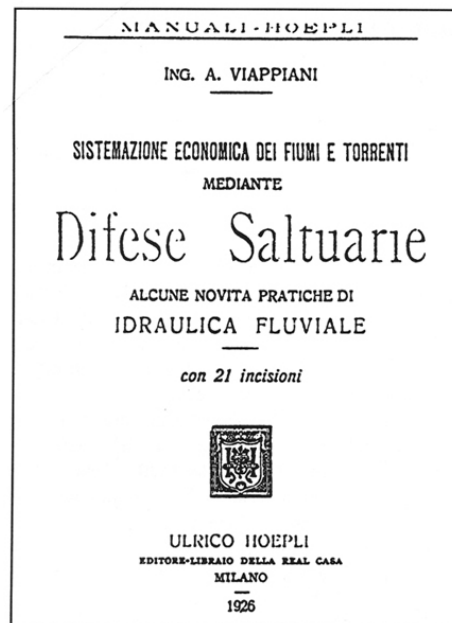 MANUALI-HOEPLI
ING. A. VIAPPIANI
SISTEMAZIONE ECONOMICA DEI FIUMI E TORRENTI
MEDIANTE
Difese Saltuarie
ALCUNE NOVITA PRATICHE DI
IDRAULICA FLUVIALE
con 21 incisioni
ULRICO HOEPLI
EDITORE-LIBRAIO DELLA REAL CASA
MILANO
1926